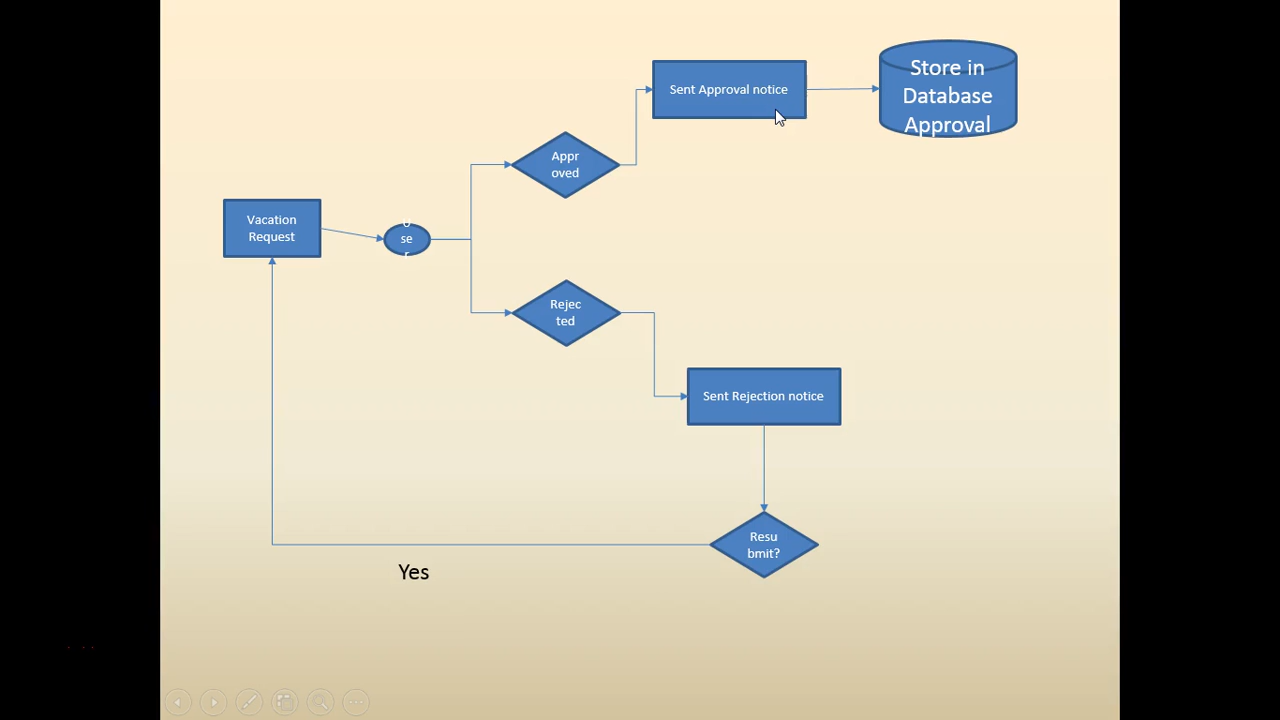 Store in
Database
Approval
Sent Approval notice
Appr
oved
Vacation
Request
U
se
r
Rejec
ted
Sent Rejection notice
Resu
bmit?
Yes